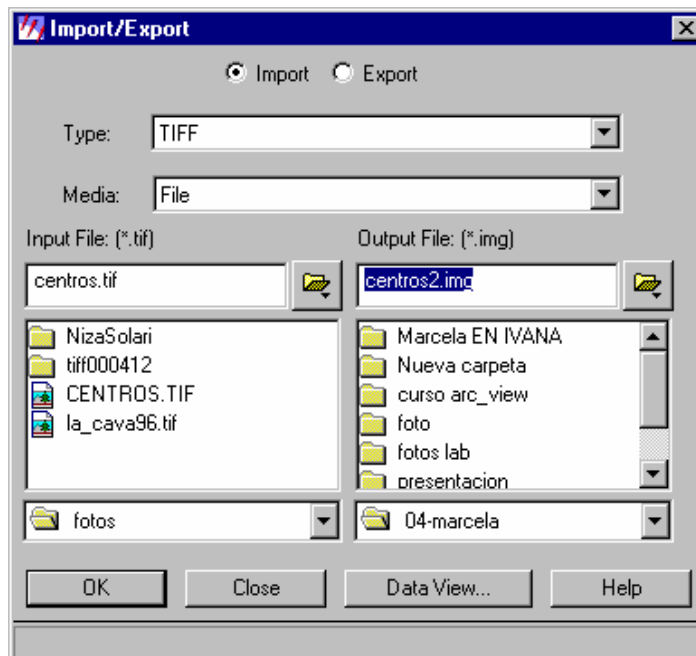 Import/Export
Import Export
Type: TIFF
Media: File
Input File: (*.tif) Output File: (*.img)
centros.tif centros2.img
NizaSolari Marcela EN IVANA
tiff000412 Nueva carpeta
CENTROS.TIF curso arc_view
la_cava96.tif foto
fotos lab
presentacion
fotos 04-marcela
OK Close Data View... Help